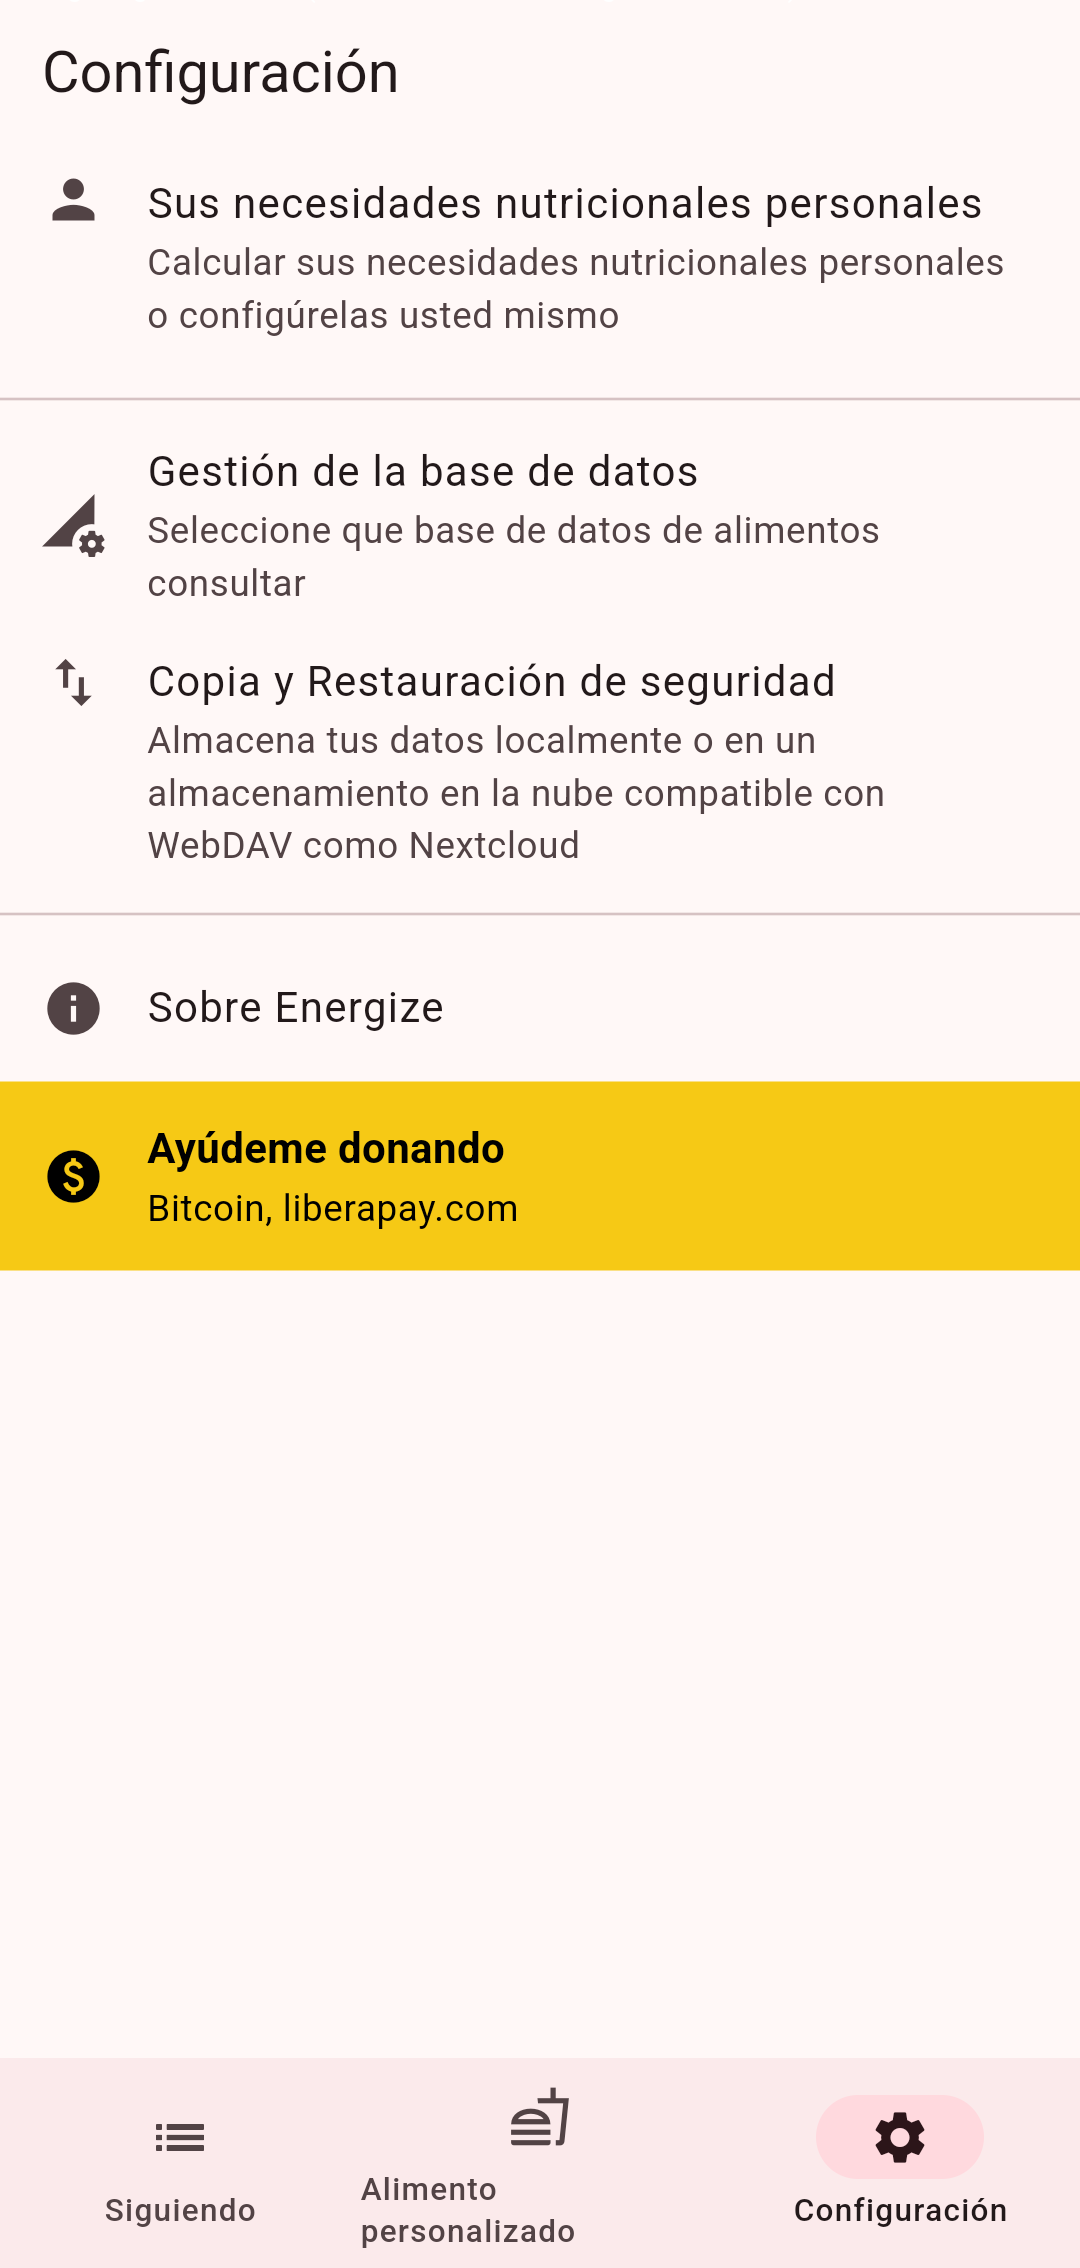 Configuración
Sus necesidades nutricionales personales
Calcular sus necesidades nutricionales personales
o configúrelas usted mismo
Gestión de la base de datos
Seleccione que base de datos de alimentos
consultar
Copia y Restauración de seguridad
Almacena tus datos localmente o en un
almacenamiento en la nube compatible con
WebDAV como Nextcloud
Sobre Energize
Ayúdeme donando
Bitcoin, liberapay.com
Siguiendo
Alimento
personalizado
Configuración